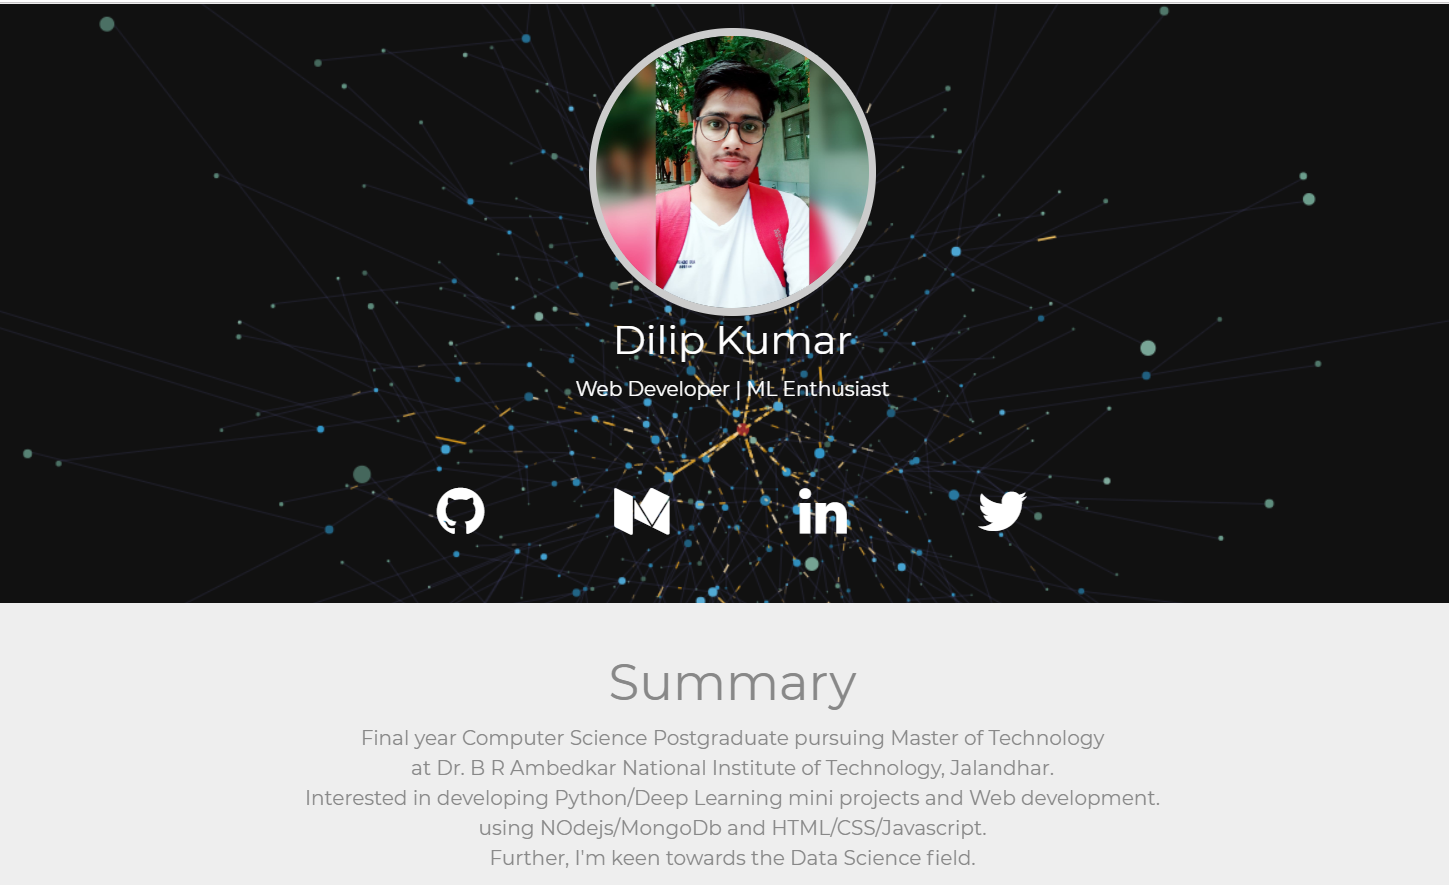 Dilip Kumar
Web Developer | ML Enthusiast
Summary
Final year Computer Science Postgraduate pursuing Master of Technology
at Dr. B R Ambedkar National Institute of Technology, Jalandhar.
Interested in developing Python/Deep Learning mini projects and Web development.
using NOdejs/MongoDb and HTML/CSS/Javascript.
Further, I'm keen towards the Data Science field.